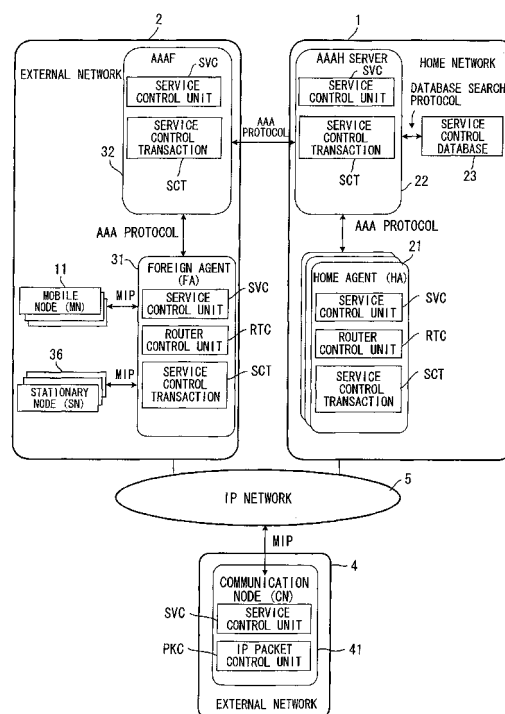 2
1
EXTERNAL NETWORK
AAAF
SVC
SERVICE
CONTROL UNIT
SERVICE
CONTROL
TRANSACTION
32
SCT
AAA
PROTOCOL
AAAH SERVER
SVC
SERVICE
CONTROL UNIT
SERVICE
CONTROL
TRANSACTION
SCT
22
HOME NETWORK
DATABASE SEARCH
PROTOCOL
SERVICE
CONTROL
DATABASE
23
AAA PROTOCOL
AAA PROTOCOL
31
FOREIGN AGENT
(FA)
SERVICE
CONTROL UNIT
SVC
ROUTER
CONTROL UNIT
RTC
SERVICE
CONTROL
TRANSACTION
SCT
11
MOBILE
NODE (MN)
MIP
36
STATIONARY
NODE (SN)
MIP
21
HOME AGENT (HA)
SERVICE
CONTROL UNIT
SVC
ROUTER
CONTROL UNIT
RTC
SERVICE
CONTROL
TRANSACTION
SCT
5
IP NETWORK
MIP
4
COMMUNICATION
NODE (CN)
SVC
SERVICE
CONTROL UNIT
PKC
IP PACKET
CONTROL UNIT
41
EXTERNAL NETWORK